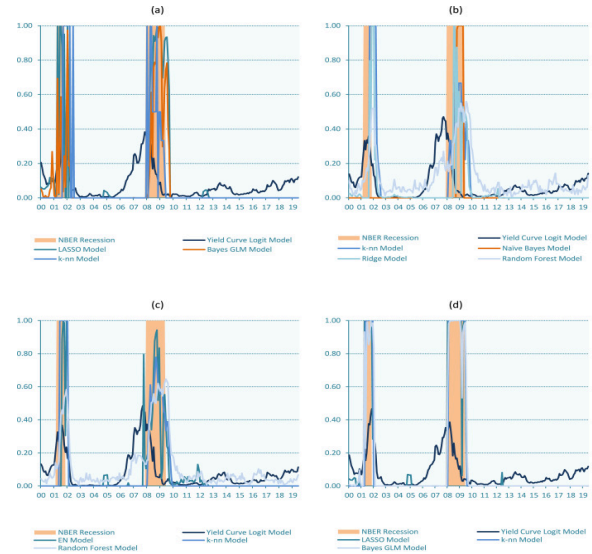 (a)
1.00
0.80
0.60
0.40
0.20
0.00
00 01 02 03 04 05 06 07 08 09 10 11 12 13 14 15 16 17 18 19
NBER Recession Yield Curve Logit Model
LASSO Model Bayes GLM Model
k-nn Model
(b)
1.00
0.80
0.60
0.40
0.20
0.00
00 01 02 03 04 05 06 07 08 09 10 11 12 13 14 15 16 17 18 19
NBER Recession Yield Curve Logit Model
k-nn Model Naïve Bayes Model
Ridge Model Random Forest Model
(c)
1.00
0.80
0.60
0.40
0.20
0.00
00 01 02 03 04 05 06 07 08 09 10 11 12 13 14 15 16 17 18 19
NBER Recession Yield Curve Logit Model
EN Model k-nn Model
Random Forest Model
(d)
1.00
0.80
0.60
0.40
0.20
0.00
00 01 02 03 04 05 06 07 08 09 10 11 12 13 14 15 16 17 18 19
NBER Recession Yield Curve Logit Model
LASSO Model k-nn Model
Bayes GLM Model